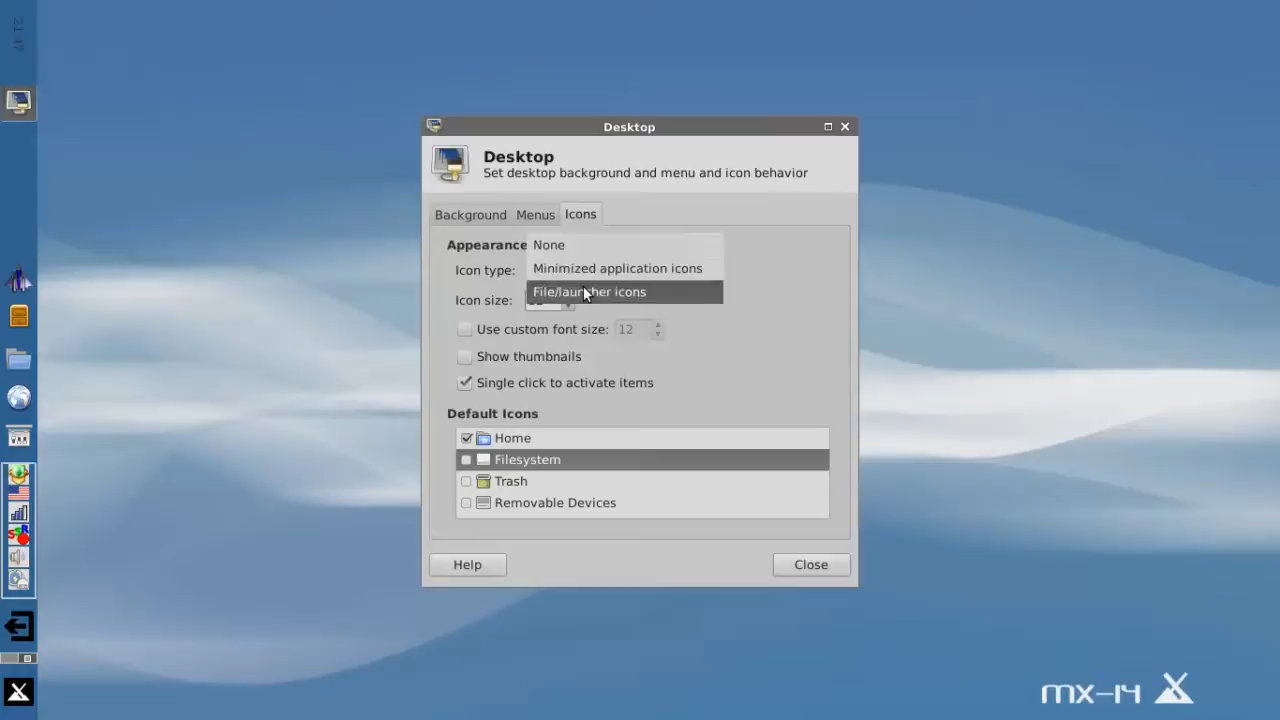 21:17
Desktop
Desktop
Set desktop background and menu and icon behavior
Background Menus Icons
Appearance
None
Icon type:
Minimized application icons
File/launcher icons
Icon size:
Use custom font size: 12
Show thumbnails
Single click to activate items
Default Icons
Home
Filesystem
Trash
Removable Devices
Help Close
mx-14